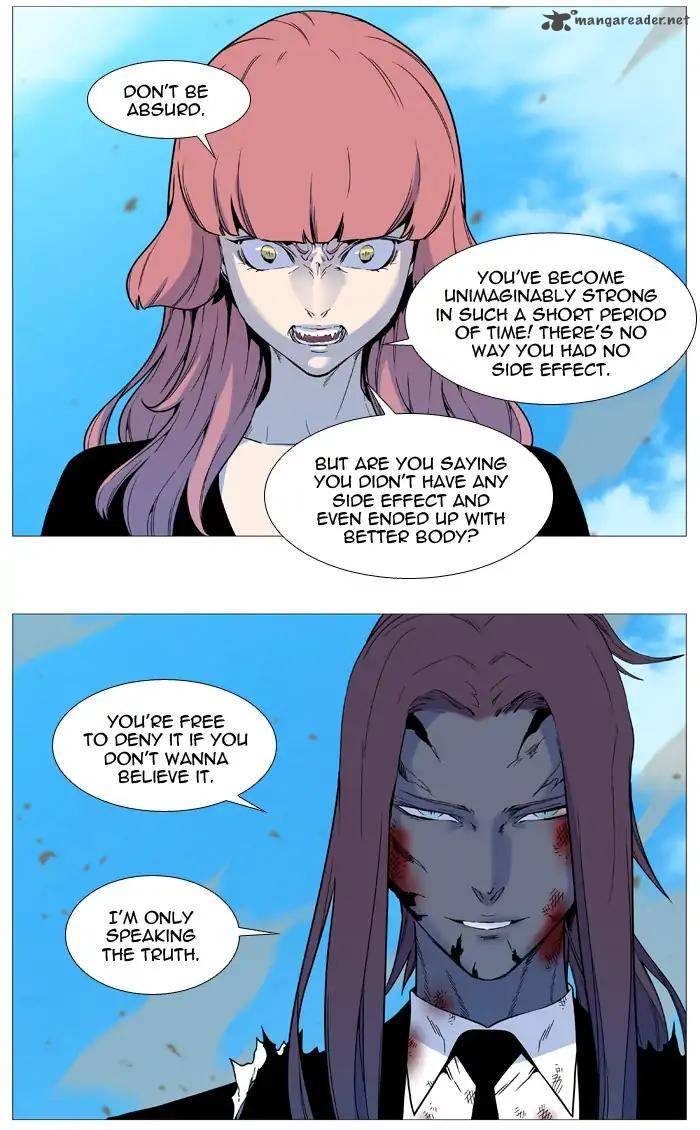 mangareader.net
DON'T BE
ABSURD.
YOU'VE BECOME
UNIMAGINABLY STRONG
IN SUCH A SHORT PERIOD
OF TIME! THERE'S NO
WAY YOU HAD NO
SIDE EFFECT.
BUT ARE YOU SAYING
YOU DIDN'T HAVE ANY
SIDE EFFECT AND
EVEN ENDED UP WITH
BETTER BODY?
YOU'RE FREE
TO DENY IT IF YOU
DON'T WANNA
BELIEVE IT.
I'M ONLY
SPEAKING
THE TRUTH.